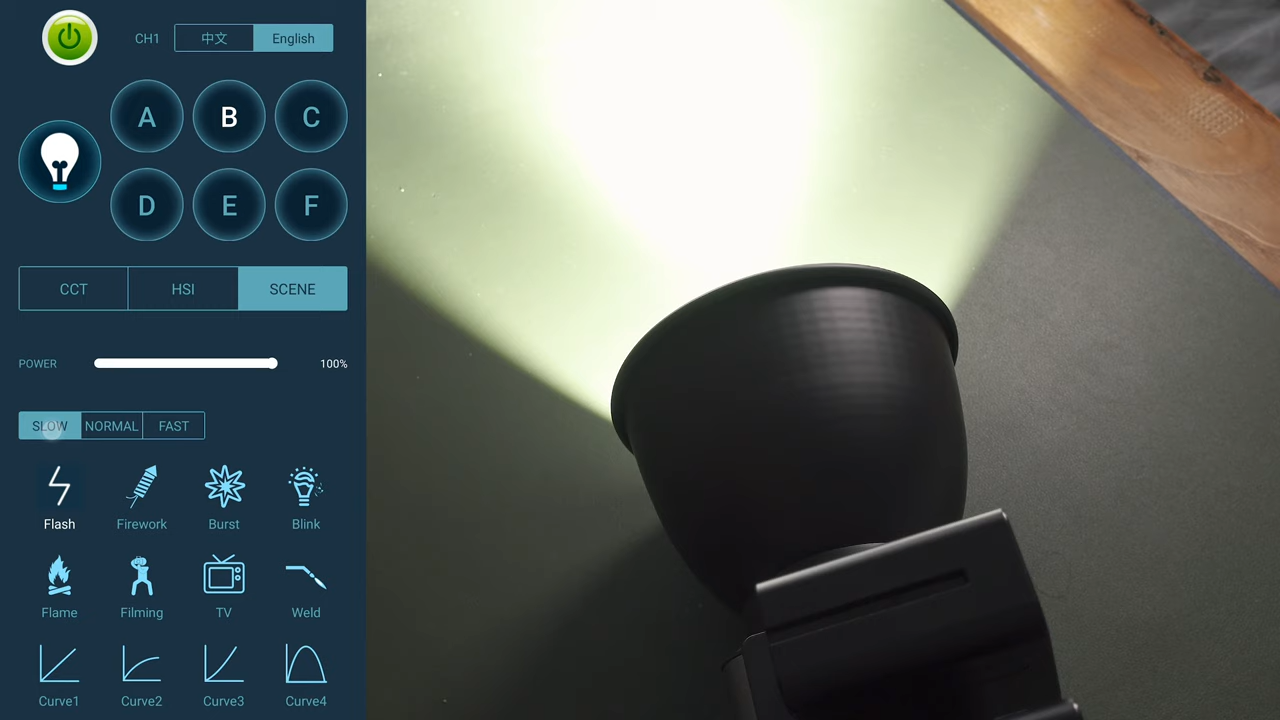 CH1 中文 English
A B C
D E F
CCT HSI SCENE
POWER 100%
SLOW NORMAL FAST
Flash Firework Burst Blink
Flame Filming TV Weld
Curve1 Curve2 Curve3 Curve4